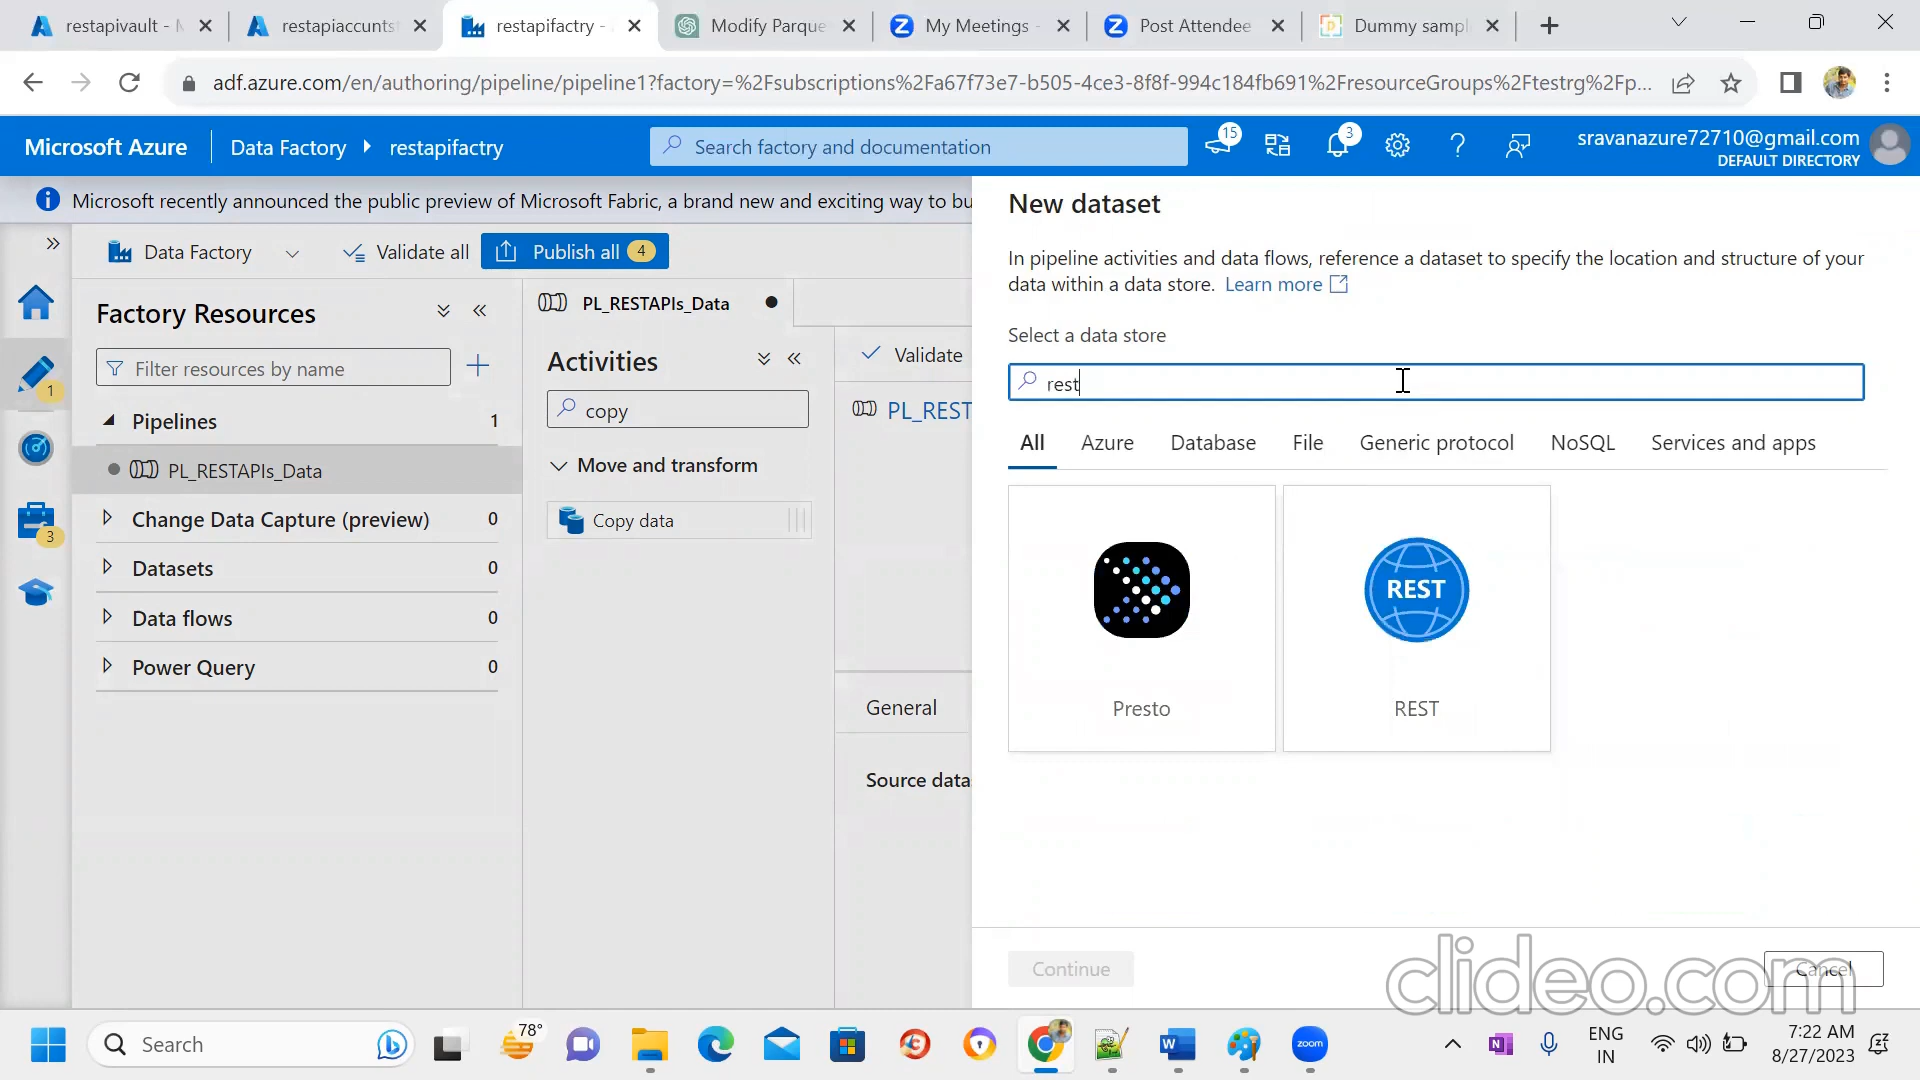 restapivault - M
restapiaccuntst
restapifactry -
Modify Parque
My Meetings -
Post Attendee
Dummy sampl
adf.azure.com/en/authoring/pipeline/pipeline1?factory=%2Fsubscriptions%2Fa67f73e7-b505-4ce3-8f8f-994c184fb691%2FresourceGroups%2Ftestrg%2Fp...
Microsoft Azure
Data Factory
restapifactry
Search factory and documentation
15
3
sravanazure72710@gmail.com
DEFAULT DIRECTORY
Microsoft recently announced the public preview of Microsoft Fabric, a brand new and exciting way to bu
Data Factory
Validate all
Publish all 4
Factory Resources
Filter resources by name
1
3
Pipelines 1
PL_RESTAPIs_Data
Change Data Capture (preview) 0
Datasets 0
Data flows 0
Power Query 0
PL_RESTAPIs_Data
Activities
copy
Move and transform
Copy data
Validate
PL_REST
General
Source data
New dataset
In pipeline activities and data flows, reference a dataset to specify the location and structure of your
data within a data store. Learn more
Select a data store
rest
All Azure Database File Generic protocol NoSQL Services and apps
REST
Presto
REST
Continue
Cancel
clideo.com
Search
78°
zoom
ENG
IN
7:22 AM
8/27/2023